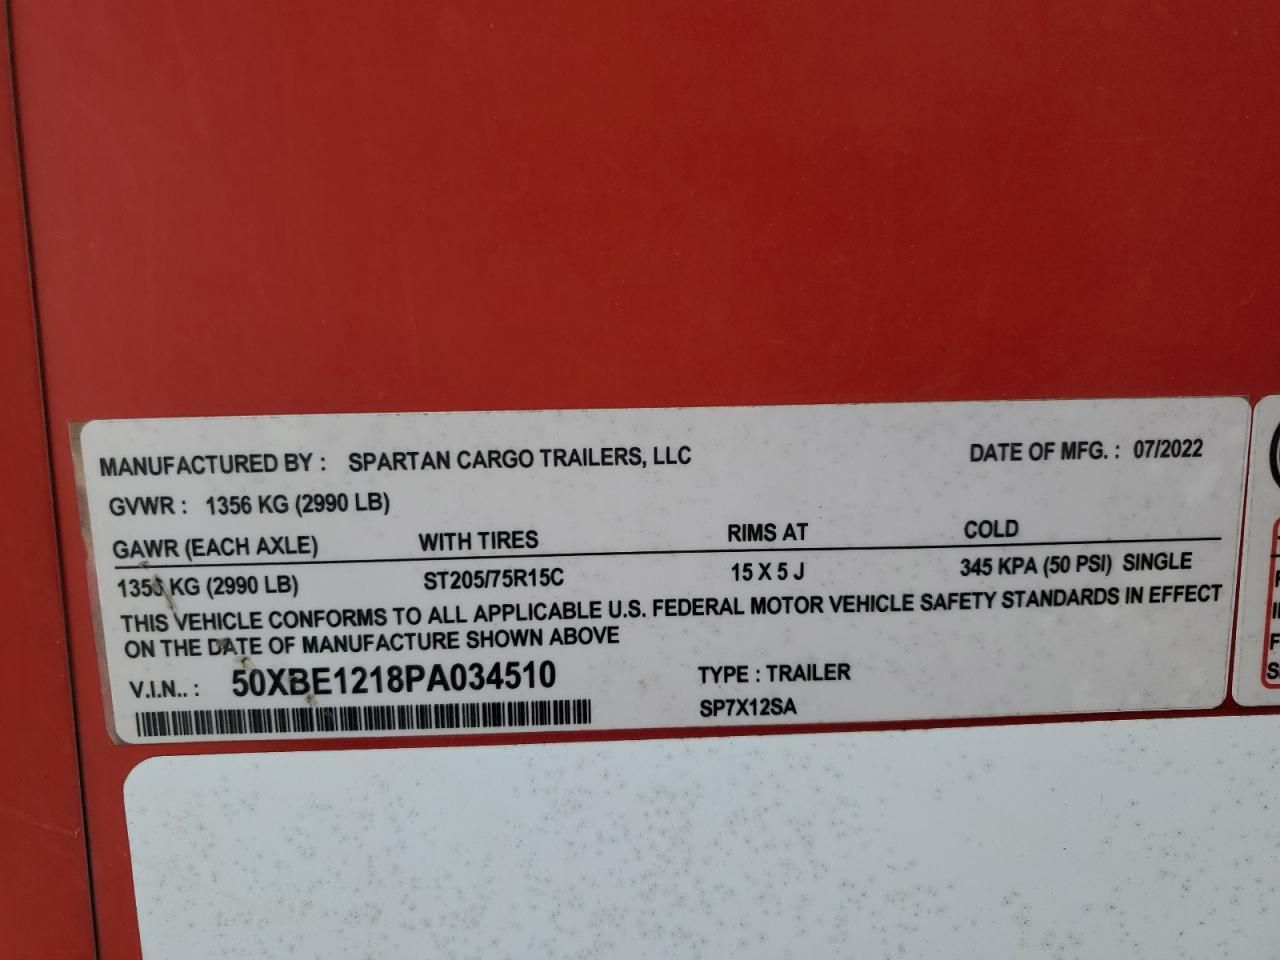 MANUFACTURED BY : SPARTAN CARGO TRAILERS, LLC DATE OF MFG. : 07/2022
GVWR : 1356 KG (2990 LB)
GAWR (EACH AXLE) WITH TIRES RIMS AT COLD
1356 KG (2990 LB) ST205/75R15C 15 X 5 J 345 KPA (50 PSI) SINGLE
THIS VEHICLE CONFORMS TO ALL APPLICABLE U.S. FEDERAL MOTOR VEHICLE SAFETY STANDARDS IN EFFECT
ON THE DATE OF MANUFACTURE SHOWN ABOVE
V.I.N.. : 50XBE1218PA034510 TYPE : TRAILER
SP7X12SA